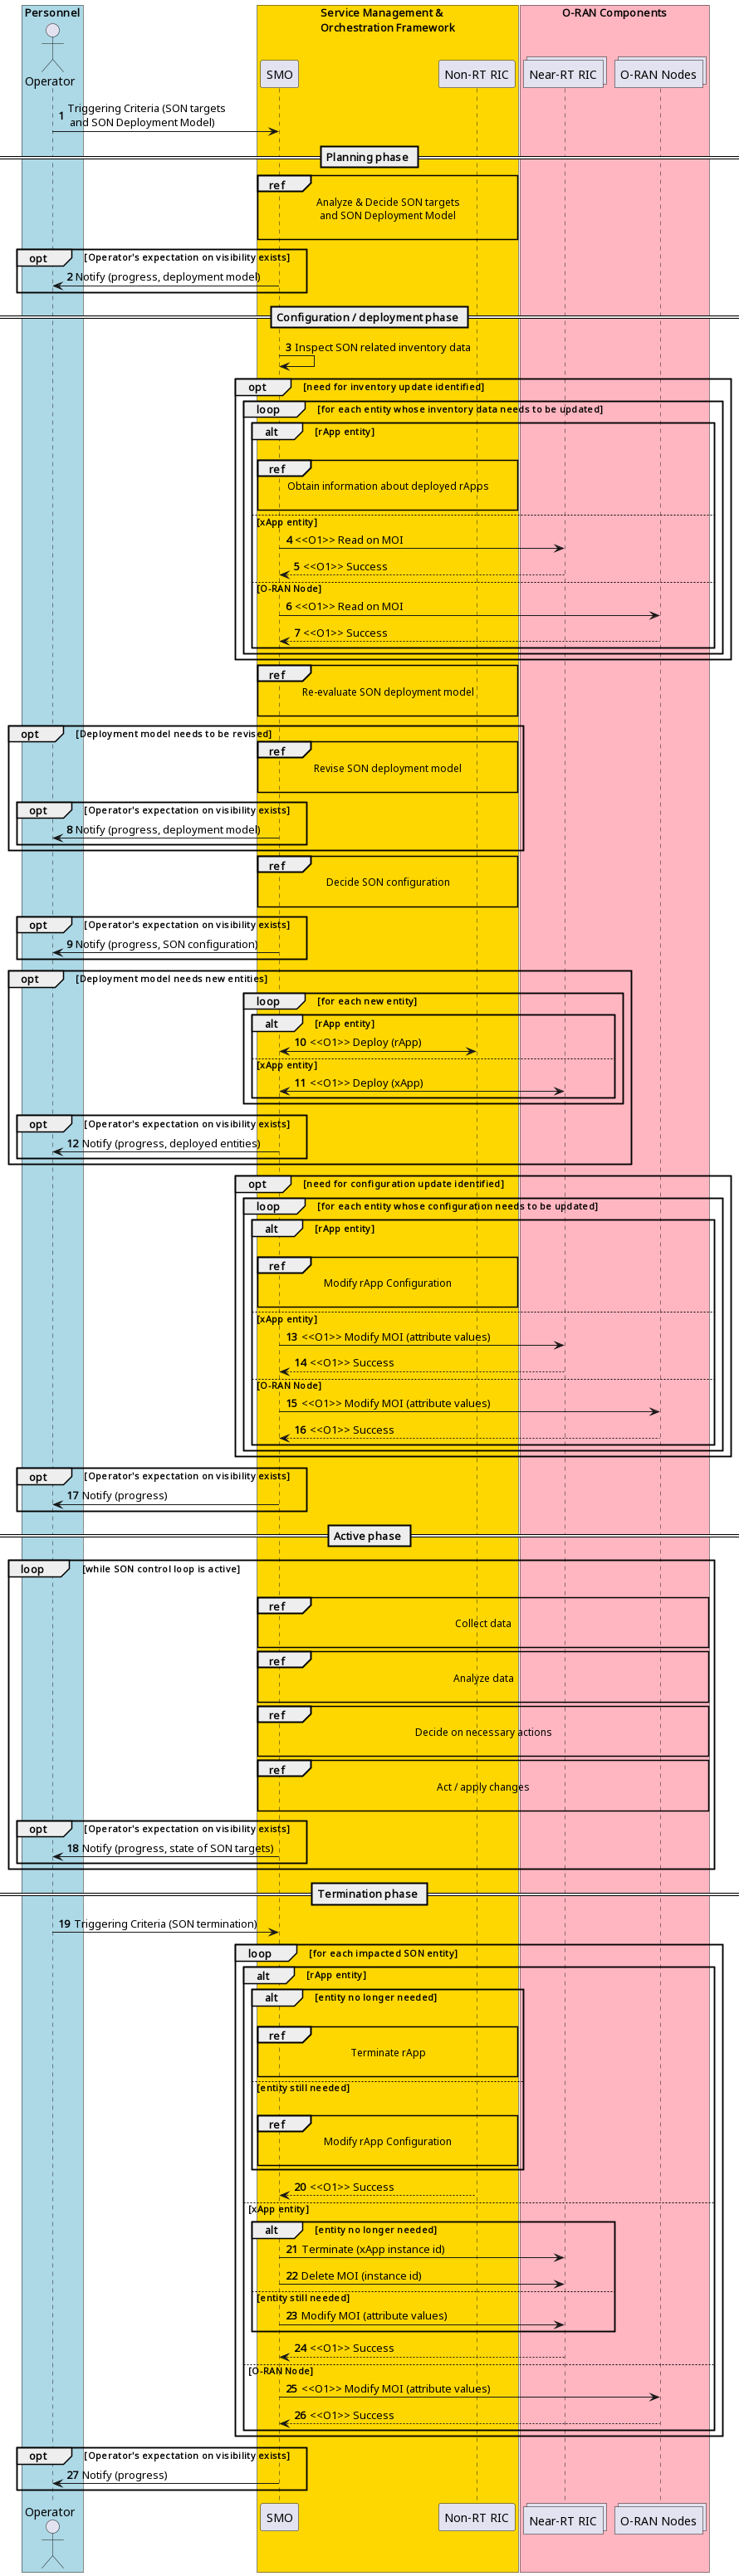 Personnel
Service Management &
Orchestration Framework
O-RAN Components
Operator
SMO
Non-RT RIC
Near-RT RIC
O-RAN Nodes
1 Triggering Criteria (SON targets
and SON Deployment Model)
Planning phase
ref
Analyze & Decide SON targets
and SON Deployment Model
opt [Operator's expectation on visibility exists]
2 Notify (progress, deployment model)
Configuration / deployment phase
3 Inspect SON related inventory data
opt [need for inventory update identified]
loop [for each entity whose inventory data needs to be updated]
alt [rApp entity]
ref
Obtain information about deployed rApps
[xApp entity]
4 <<O1>> Read on MOI
5 <<O1>> Success
[O-RAN Node]
6 <<O1>> Read on MOI
7 <<O1>> Success
ref
Re-evaluate SON deployment model
opt [Deployment model needs to be revised]
ref
Revise SON deployment model
opt [Operator's expectation on visibility exists]
8 Notify (progress, deployment model)
ref
Decide SON configuration
opt [Operator's expectation on visibility exists]
9 Notify (progress, SON configuration)
opt [Deployment model needs new entities]
loop [for each new entity]
alt [rApp entity]
10 <<O1>> Deploy (rApp)
[xApp entity]
11 <<O1>> Deploy (xApp)
opt [Operator's expectation on visibility exists]
12 Notify (progress, deployed entities)
opt [need for configuration update identified]
loop [for each entity whose configuration needs to be updated]
alt [rApp entity]
ref
Modify rApp Configuration
[xApp entity]
13 <<O1>> Modify MOI (attribute values)
14 <<O1>> Success
[O-RAN Node]
15 <<O1>> Modify MOI (attribute values)
16 <<O1>> Success
opt [Operator's expectation on visibility exists]
17 Notify (progress)
Active phase
loop [while SON control loop is active]
ref
Collect data
ref
Analyze data
ref
Decide on necessary actions
ref
Act / apply changes
opt [Operator's expectation on visibility exists]
18 Notify (progress, state of SON targets)
Termination phase
19 Triggering Criteria (SON termination)
loop [for each impacted SON entity]
alt [rApp entity]
alt [entity no longer needed]
ref
Terminate rApp
[entity still needed]
ref
Modify rApp Configuration
20 <<O1>> Success
[xApp entity]
alt [entity no longer needed]
21 Terminate (xApp instance id)
22 Delete MOI (instance id)
[entity still needed]
23 Modify MOI (attribute values)
24 <<O1>> Success
[O-RAN Node]
25 <<O1>> Modify MOI (attribute values)
26 <<O1>> Success
opt [Operator's expectation on visibility exists]
27 Notify (progress)
Operator
SMO
Non-RT RIC
Near-RT RIC
O-RAN Nodes